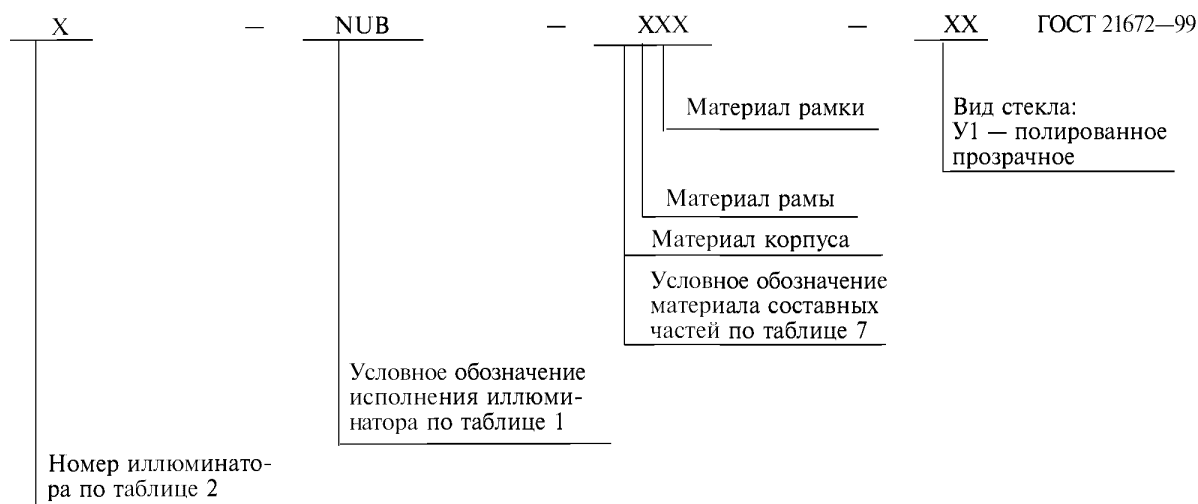 X — NUB — XXX — XX ГОСТ 21672—99
Материал рамки
Вид стекла:
У1 — полированное
прозрачное
Материал рамы
Материал корпуса
Условное обозначение
материала составных
частей по таблице 7
Условное обозначение
исполнения иллюми-
натора по таблице 1
Номер иллюминато-
ра по таблице 2